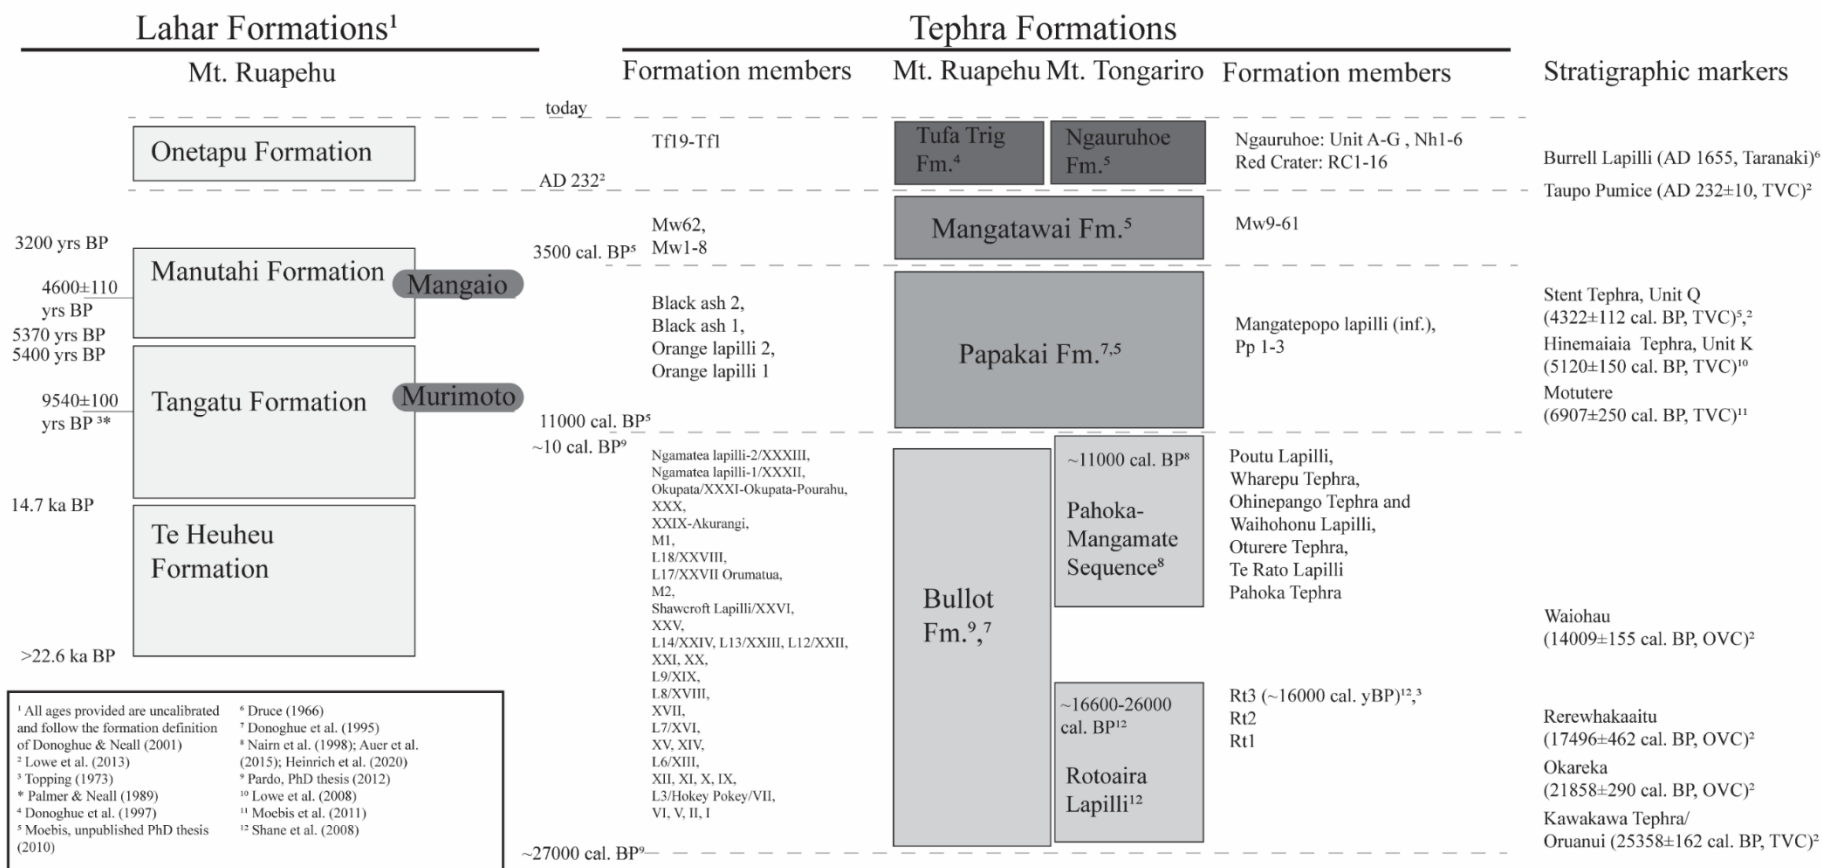 Lahar Formations¹
Mt. Ruapehu
Onetapu Formation
3200 yrs BP
Manutahi Formation
Mangaio
4600±110
yrs BP
5370 yrs BP
5400 yrs BP
Tangatu Formation
Murimoto
9540±100
yrs BP ³*
14.7 ka BP
Te Heuheu
Formation
>22.6 ka BP
today
AD 232²
3500 cal. BP⁵
11000 cal. BP⁵
~10 cal. BP⁹
~27000 cal. BP⁹
Tephra Formations
Formation members
Tf19-Tf1
Mw62,
Mw1-8
Black ash 2,
Black ash 1,
Orange lapilli 2,
Orange lapilli 1
Ngamatea lapilli-2/XXXIII,
Ngamatea lapilli-1/XXXII,
Okupata/XXXI-Okupata-Pourahu,
XXX,
XXIX-Akurangi,
M1,
L18/XXVIII,
L17/XXVII Orumatua,
M2,
Shawcroft Lapilli/XXVI,
XXV,
L14/XXIV, L13/XXIII, L12/XXII,
XXI, XX,
L9/XIX,
L8/XVIII,
XVII,
L7/XVI,
XV, XIV,
L6/XIII,
XII, XI, X, IX,
L3/Hokey Pokey/VII,
VI, V, II, I
Mt. Ruapehu
Mt. Tongariro
Tufa Trig
Fm.⁴
Ngauruhoe
Fm.⁵
Mangatawai Fm.⁵
Papakai Fm.⁷,⁵
Bullot
Fm.⁹,⁷
~11000 cal. BP⁸
Pahoka-
Mangamate
Sequence⁸
~16600-26000
cal. BP¹²
Rotoaira
Lapilli¹²
Formation members
Ngauruhoe: Unit A-G , Nh1-6
Red Crater: RC1-16
Mw9-61
Mangatepopo lapilli (inf.),
Pp 1-3
Poutu Lapilli,
Wharepu Tephra,
Ohinepango Tephra and
Waihohonu Lapilli,
Oturere Tephra,
Te Rato Lapilli
Pahoka Tephra
Rt3 (~16000 cal. yBP)¹²,³
Rt2
Rt1
Stratigraphic markers
Burrell Lapilli (AD 1655, Taranaki)⁶
Taupo Pumice (AD 232±10, TVC)²
Stent Tephra, Unit Q
(4322±112 cal. BP, TVC)⁵,²
Hinemaiaia Tephra, Unit K
(5120±150 cal. BP, TVC)¹⁰
Motutere
(6907±250 cal. BP, TVC)¹¹
Waiohau
(14009±155 cal. BP, OVC)²
Rerewhakaaitu
(17496±462 cal. BP, OVC)²
Okareka
(21858±290 cal. BP, OVC)²
Kawakawa Tephra/
Oruanui (25358±162 cal. BP, TVC)²
¹ All ages provided are uncalibrated
and follow the formation definition
of Donoghue & Neall (2001)
² Lowe et al. (2013)
³ Topping (1973)
* Palmer & Neall (1989)
⁴ Donoghue et al. (1997)
⁵ Moebis, unpublished PhD thesis
(2010)
⁶ Druce (1966)
⁷ Donoghue et al. (1995)
⁸ Nairn et al. (1998); Auer et al.
(2015); Heinrich et al. (2020)
⁹ Pardo, PhD thesis (2012)
¹⁰ Lowe et al. (2008)
¹¹ Moebis et al. (2011)
¹² Shane et al. (2008)